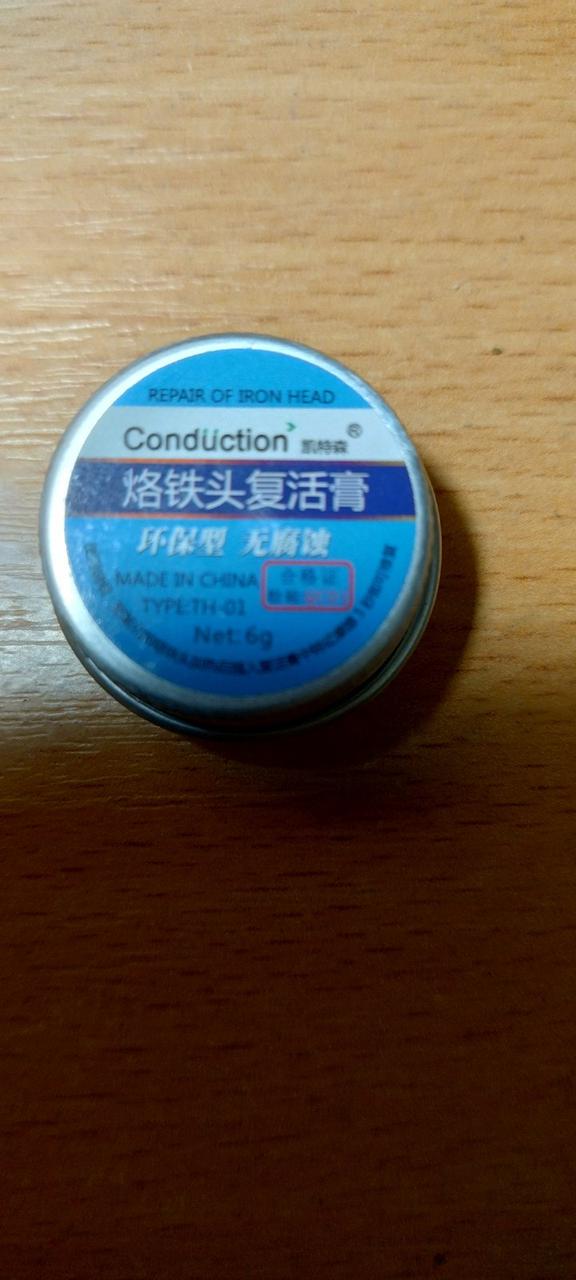 REPAIR OF IRON HEAD
Conduction 凯特森®
烙铁头复活膏
环保型 无腐蚀
MADE IN CHINA
合格证
TYPE:TH-01
Net: 6g